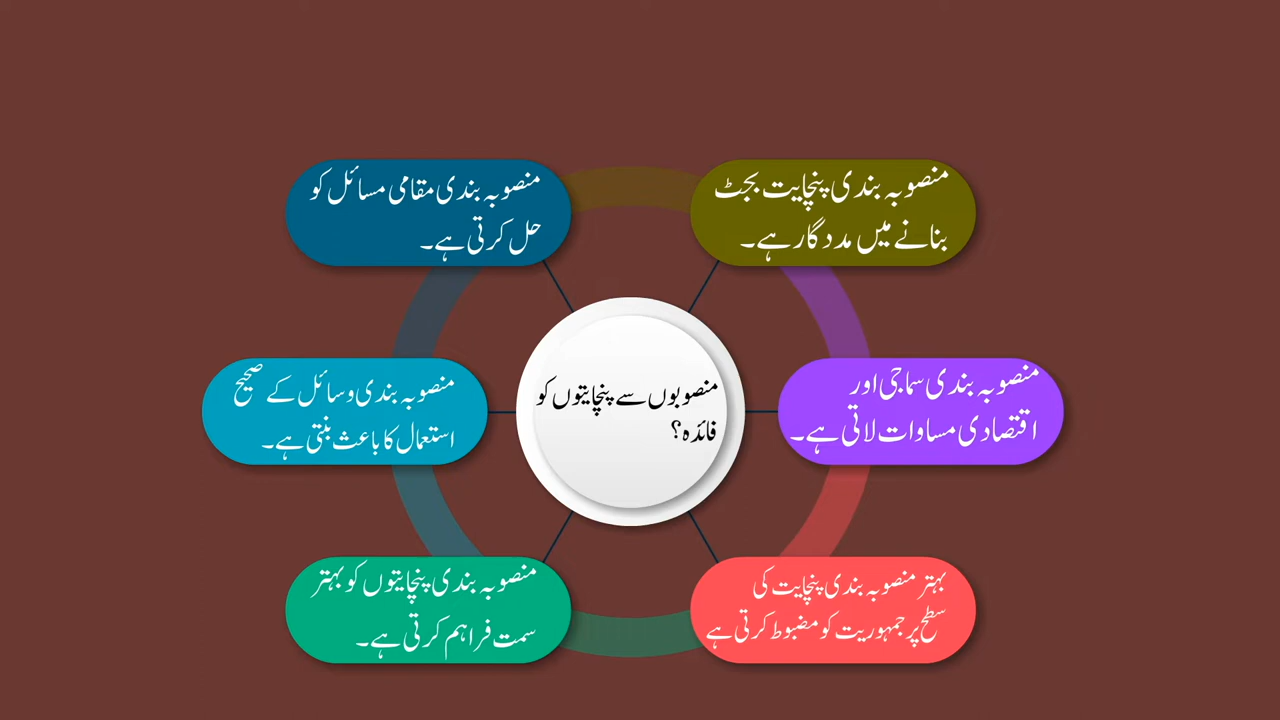 منصوبہ بندی پنچایت بجٹ
بنانے میں مددگار ہے۔
منصوبہ بندی مقامی مسائل کو
حل کرتی ہے۔
منصوبہ بندی سماجی اور
اقتصادی مساوات لاتی ہے۔
منصوبوں سے پنچایتوں کو
فائدہ؟
منصوبہ بندی وسائل کے صحیح
استعمال کا باعث بنتی ہے۔
بہتر منصوبہ بندی پنچایت کی
سطح پر جمہوریت کو مضبوط کرتی ہے
منصوبہ بندی پنچایتوں کو بہتر
سمت فراہم کرتی ہے۔